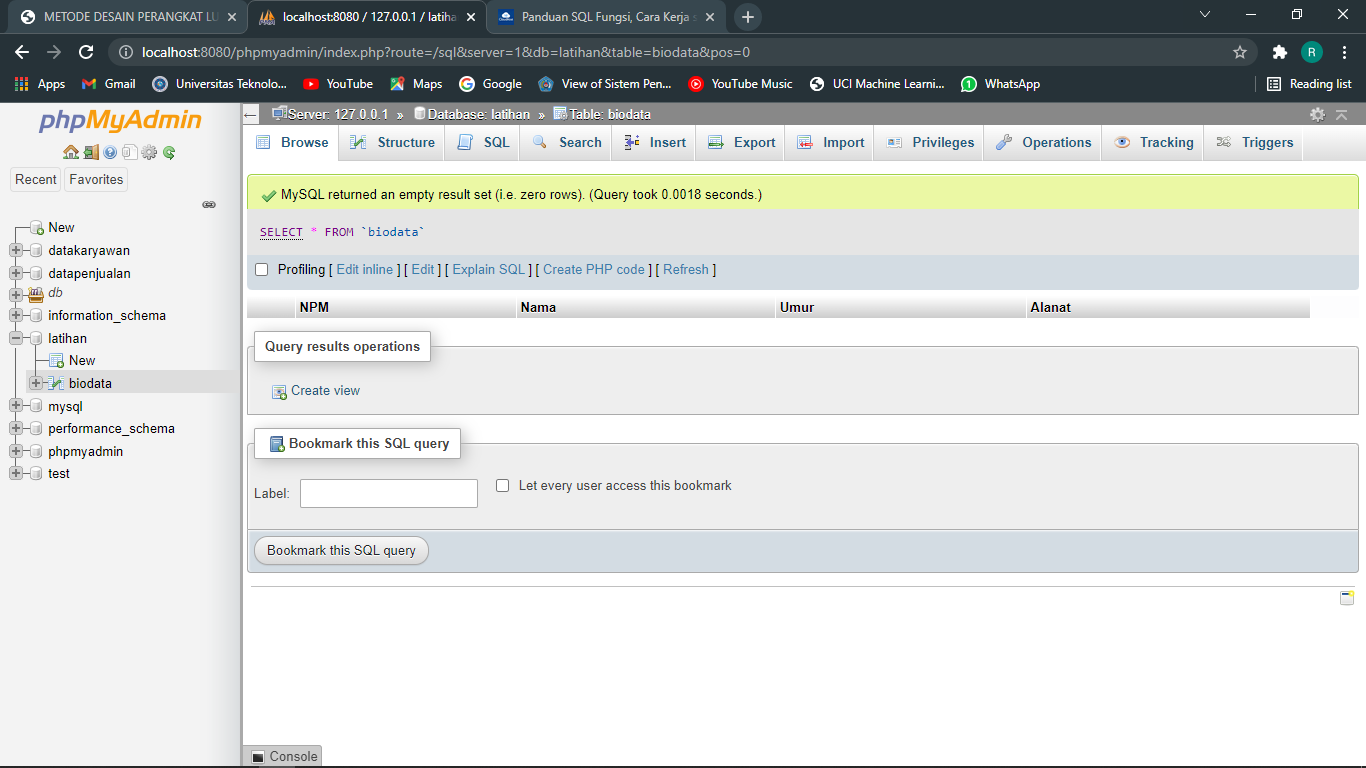 METODE DESAIN PERANGKAT LU
localhost:8080 / 127.0.0.1 / latiha
Panduan SQL Fungsi, Cara Kerja s
localhost:8080/phpmyadmin/index.php?route=/sql&server=1&db=latihan&table=biodata&pos=0
R
Apps Gmail Universitas Teknolo... YouTube Maps Google View of Sistem Pen... YouTube Music UCI Machine Learni... WhatsApp Reading list
phpMyAdmin
Recent Favorites
New
datakaryawan
datapenjualan
db
information_schema
latihan
New
biodata
mysql
performance_schema
phpmyadmin
test
Server: 127.0.0.1 » Database: latihan » Table: biodata
Browse Structure SQL Search Insert Export Import Privileges Operations Tracking Triggers
MySQL returned an empty result set (i.e. zero rows). (Query took 0.0018 seconds.)
SELECT * FROM `biodata`
Profiling [ Edit inline ] [ Edit ] [ Explain SQL ] [ Create PHP code ] [ Refresh ]
NPM Nama Umur Alanat
Query results operations
Create view
Bookmark this SQL query
Label: Let every user access this bookmark
Bookmark this SQL query
Console